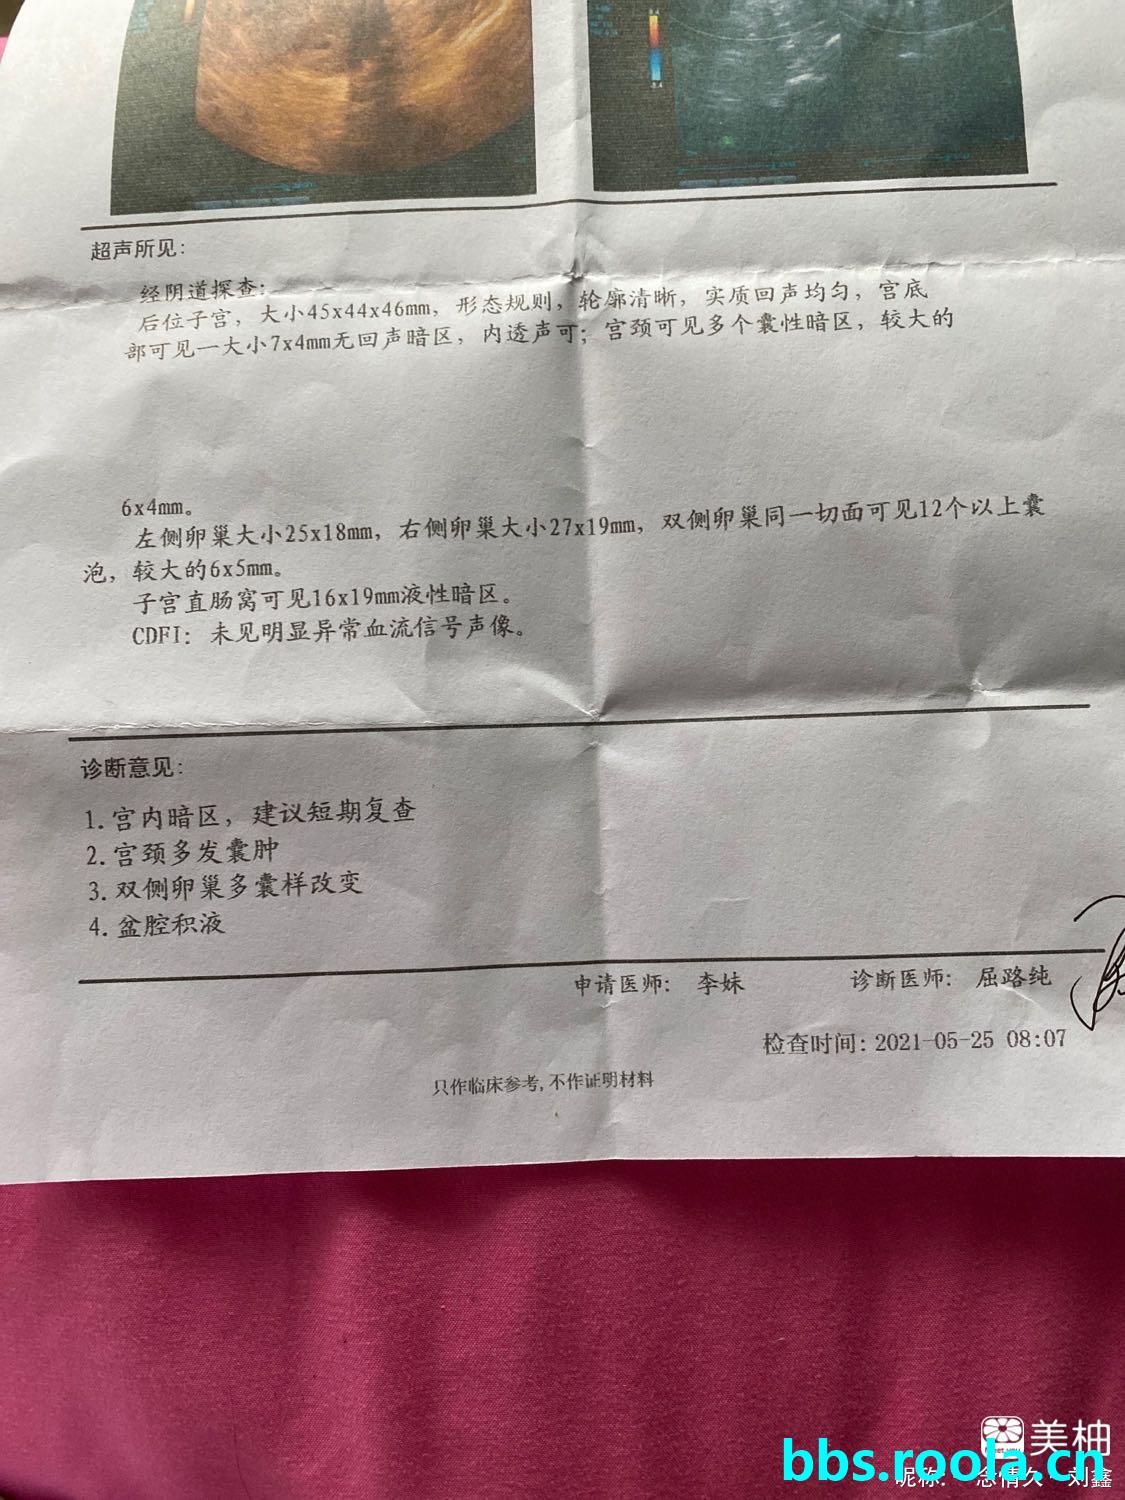 超声所见：
经阴道探查：
后位子宫，大小45x44x46mm，形态规则，轮廓清晰，实质回声均匀，宫底
部可见一大小7x4mm无回声暗区，内透声可；宫颈可见多个囊性暗区，较大的
6x4mm。
左侧卵巢大小25x18mm，右侧卵巢大小27x19mm，双侧卵巢同一切面可见12个以上囊
泡，较大的6x5mm。
子宫直肠窝可见16x19mm液性暗区。
CDFI：未见明显异常血流信号声像。
诊断意见：
1.宫内暗区，建议短期复查
2.宫颈多发囊肿
3.双侧卵巢多囊样改变
4.盆腔积液
申请医师： 李妹 诊断医师： 屈路纯
检查时间：2021-05-25 08:07
只作临床参考,不作证明材料
美柚
bbs.roola.cn
昵称： 念情久·刘鑫